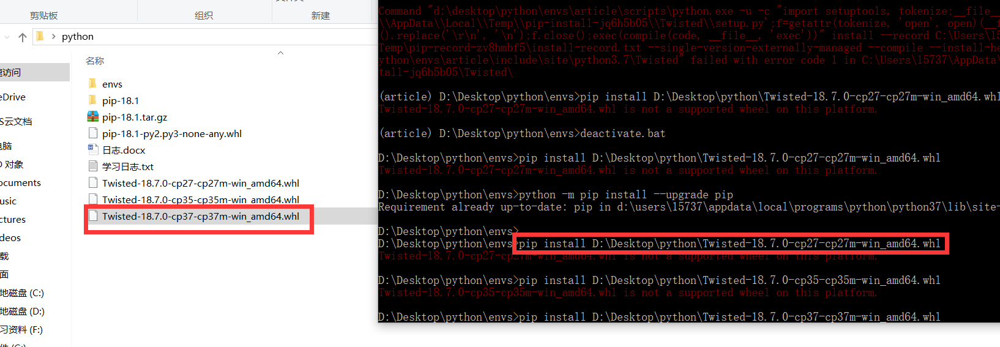 剪贴板
组织
新建
python
名称
速访问
eDrive
S云文档
电脑
D 对象
ocuments
usic
ctures
deos
载
面
地磁盘 (C:)
地磁盘 (D:)
习资料 (F:)
envs
pip-18.1
pip-18.1.tar.gz
pip-18.1-py2.py3-none-any.whl
日志.docx
学习日志.txt
Twisted-18.7.0-cp27-cp27m-win_amd64.whl
Twisted-18.7.0-cp35-cp35m-win_amd64.whl
Twisted-18.7.0-cp37-cp37m-win_amd64.whl
Command "d:\desktop\python\envs\article\scripts\python.exe -u -c "import setuptools, tokenize;__file__
\\AppData\\Local\\Temp\\pip-install-jq6h5b05\\Twisted\\setup.py';f=getattr(tokenize, 'open', open)(__f
().replace('\r\n', '\n');f.close();exec(compile(code, __file__, 'exec'))" install --record C:\Users\15
Temp\pip-record-zv8hmbf5\install-record.txt --single-version-externally-managed --compile --install-he
ython\envs\article\include\site\python3.7\Twisted" failed with error code 1 in C:\Users\15737\AppData\
tall-jq6h5b05\Twisted\
(article) D:\Desktop\python\envs>pip install D:\Desktop\python\Twisted-18.7.0-cp27-cp27m-win_amd64.whl
Twisted-18.7.0-cp27-cp27m-win_amd64.whl is not a supported wheel on this platform.
(article) D:\Desktop\python\envs>deactivate.bat
D:\Desktop\python\envs>pip install D:\Desktop\python\Twisted-18.7.0-cp27-cp27m-win_amd64.whl
Twisted-18.7.0-cp27-cp27m-win_amd64.whl is not a supported wheel on this platform.
D:\Desktop\python\envs>python -m pip install --upgrade pip
Requirement already up-to-date: pip in d:\users\15737\appdata\local\programs\python\python37\lib\site-
D:\Desktop\python\envs>
D:\Desktop\python\envs>pip install D:\Desktop\python\Twisted-18.7.0-cp27-cp27m-win_amd64.whl
Twisted-18.7.0-cp27-cp27m-win_amd64.whl is not a supported wheel on this platform.
D:\Desktop\python\envs>pip install D:\Desktop\python\Twisted-18.7.0-cp35-cp35m-win_amd64.whl
Twisted-18.7.0-cp35-cp35m-win_amd64.whl is not a supported wheel on this platform.
D:\Desktop\python\envs>pip install D:\Desktop\python\Twisted-18.7.0-cp37-cp37m-win_amd64.whl